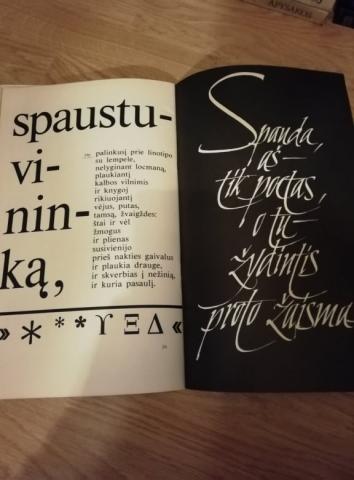 APYSAKOS
spaustu-
vi-
nin-
ką,
palinkusį prie linotipo
su lempele,
nelyginant locmaną,
plaukiantį
kalbos vilnimis
ir knygoj
rikiuojantį
vėjus, putas,
tamsą, žvaigždes:
štai ir vėl
žmogus
ir plienas
susivienijo
prieš nakties gaivalus
ir plaukia drauge,
ir skverbias į nežinią,
ir kuria pasaulį.
» * * * ϒ Ξ Δ «
Spauda,
aš –
tik poetas,
o tu –
žydintis
proto žaisma